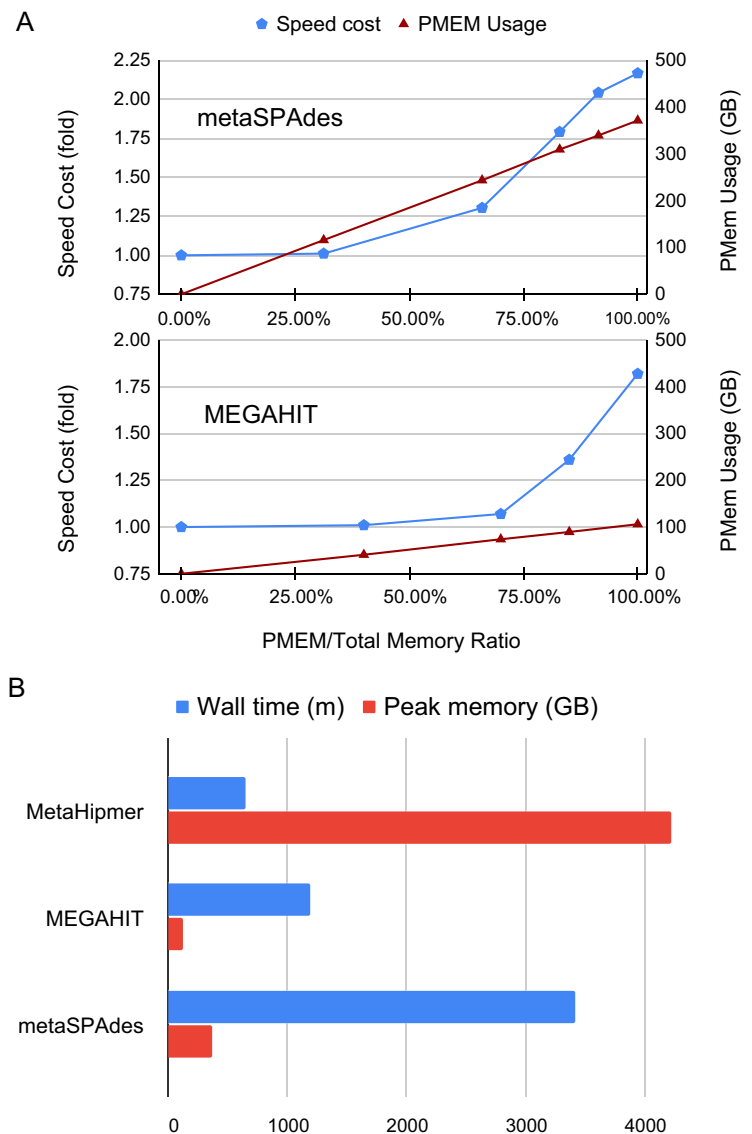 A
Speed cost PMEM Usage
2.25 500
metaSPAdes
2.00 400
1.75 300
1.50
1.25 200
1.00 100
0.75 0
Speed Cost (fold)
PMem Usage (GB)
0.00% 25.00% 50.00% 75.00% 100.00%
2.00 500
1.75 400
MEGAHIT
1.50 300
1.25 200
1.00 100
0.75 0
Speed Cost (fold)
PMem Usage (GB)
0.00% 25.00% 50.00% 75.00% 100.00%
PMEM/Total Memory Ratio
B
Wall time (m) Peak memory (GB)
MetaHipmer
MEGAHIT
metaSPAdes
0 1000 2000 3000 4000